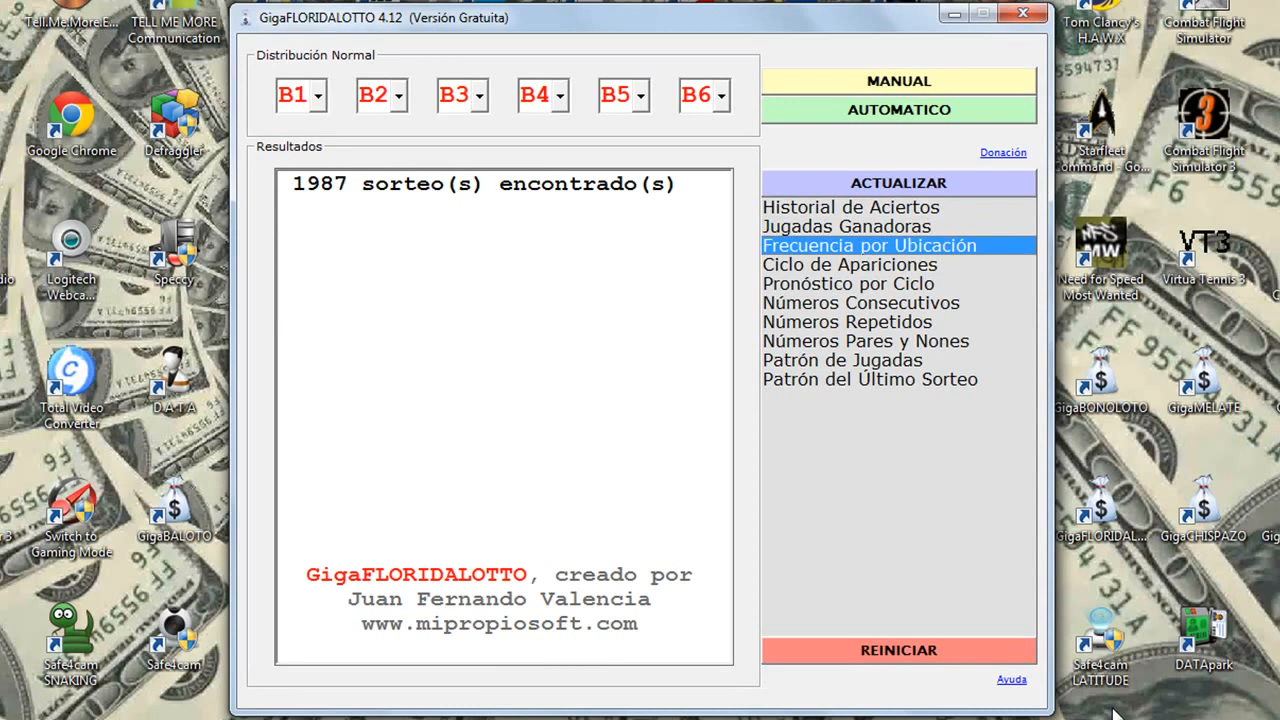 GigaFLORIDALOTTO 4.12 (Versión Gratuita)
Distribución Normal
B1 B2 B3 B4 B5 B6
Resultados
1987 sorteo(s) encontrado(s)
GigaFLORIDALOTTO, creado por
Juan Fernando Valencia
www.mipropiosoft.com
MANUAL
AUTOMATICO
Donación
ACTUALIZAR
Historial de Aciertos
Jugadas Ganadoras
Frecuencia por Ubicación
Ciclo de Apariciones
Pronóstico por Ciclo
Números Consecutivos
Números Repetidos
Números Pares y Nones
Patrón de Jugadas
Patrón del Último Sorteo
REINICIAR
Ayuda
Tell.Me.More.E...
TELL ME MORE
Communication
Google Chrome
Defraggler
Logitech
Webca...
Speccy
Total Video
Converter
D.A.T.A
Switch to
Gaming Mode
GigaBALOTO
Safe4cam
SNAKING
Safe4cam
Tom Clancy's
H.A.W.X
Combat Flight
Simulator
Starfleet
Command - Go...
Combat Flight
Simulator 3
Need for Speed
Most Wanted
VT3
Virtua Tennis 3
GigaBONOLOTO
GigaMELATE
GigaFLORIDAL...
GigaCHISPAZO
Safe4cam
LATITUDE
DATApark